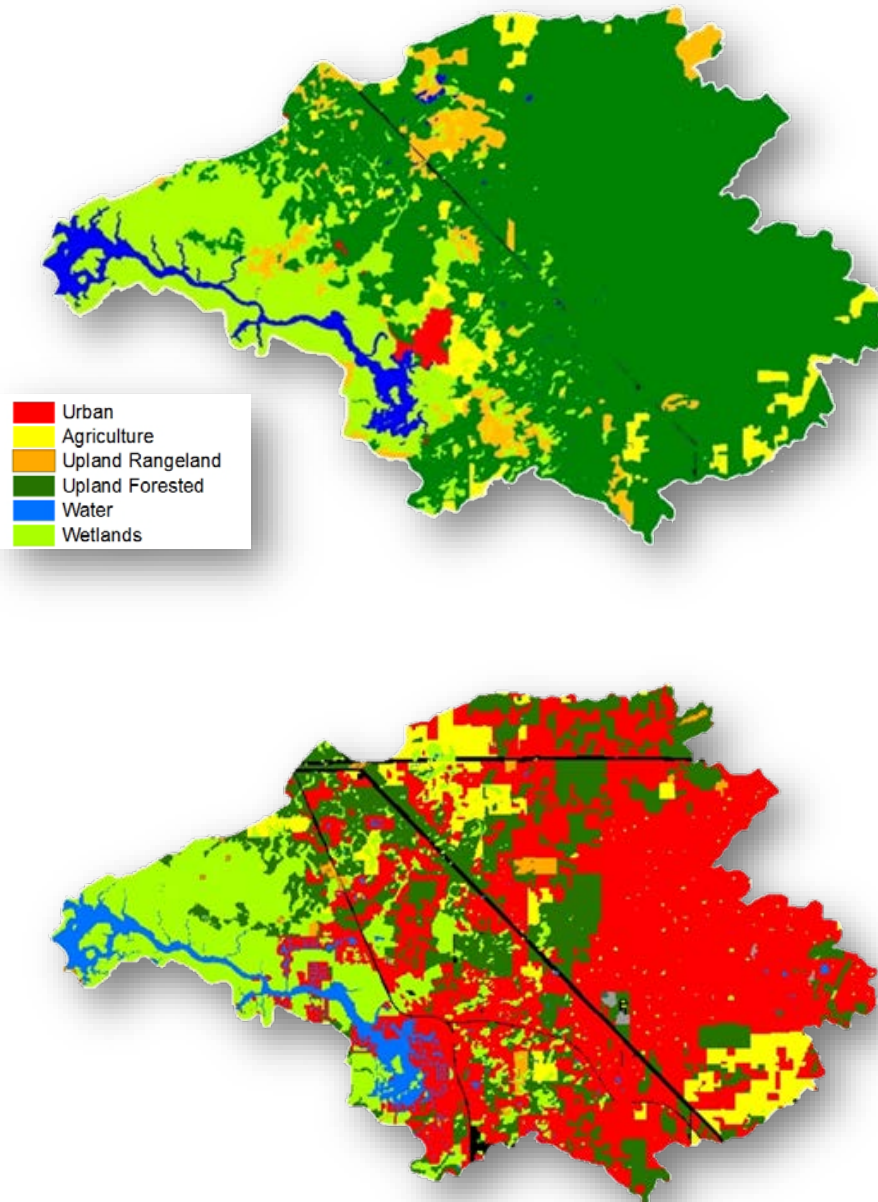 Urban
Agriculture
Upland Rangeland
Upland Forested
Water
Wetlands